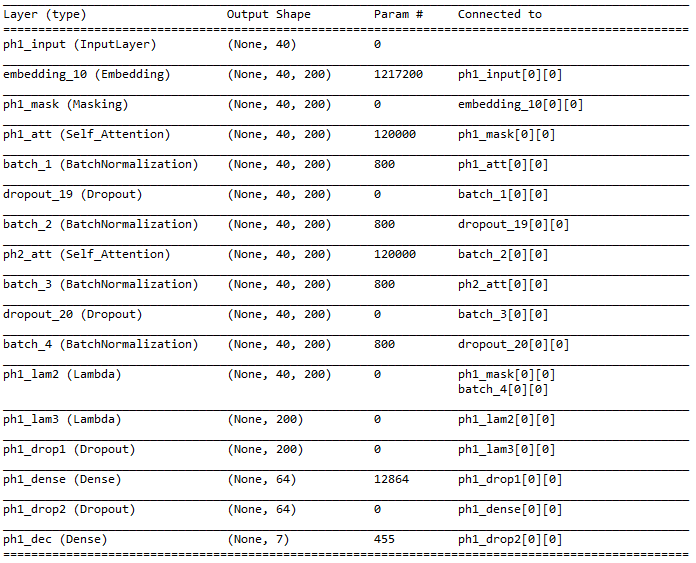 Layer (type) Output Shape Param # Connected to
==================================================================================================
ph1_input (InputLayer) (None, 40) 0
embedding_10 (Embedding) (None, 40, 200) 1217200 ph1_input[0][0]
ph1_mask (Masking) (None, 40, 200) 0 embedding_10[0][0]
ph1_att (Self_Attention) (None, 40, 200) 120000 ph1_mask[0][0]
batch_1 (BatchNormalization) (None, 40, 200) 800 ph1_att[0][0]
dropout_19 (Dropout) (None, 40, 200) 0 batch_1[0][0]
batch_2 (BatchNormalization) (None, 40, 200) 800 dropout_19[0][0]
ph2_att (Self_Attention) (None, 40, 200) 120000 batch_2[0][0]
batch_3 (BatchNormalization) (None, 40, 200) 800 ph2_att[0][0]
dropout_20 (Dropout) (None, 40, 200) 0 batch_3[0][0]
batch_4 (BatchNormalization) (None, 40, 200) 800 dropout_20[0][0]
ph1_lam2 (Lambda) (None, 40, 200) 0 ph1_mask[0][0]
batch_4[0][0]
ph1_lam3 (Lambda) (None, 200) 0 ph1_lam2[0][0]
ph1_drop1 (Dropout) (None, 200) 0 ph1_lam3[0][0]
ph1_dense (Dense) (None, 64) 12864 ph1_drop1[0][0]
ph1_drop2 (Dropout) (None, 64) 0 ph1_dense[0][0]
ph1_dec (Dense) (None, 7) 455 ph1_drop2[0][0]
==================================================================================================